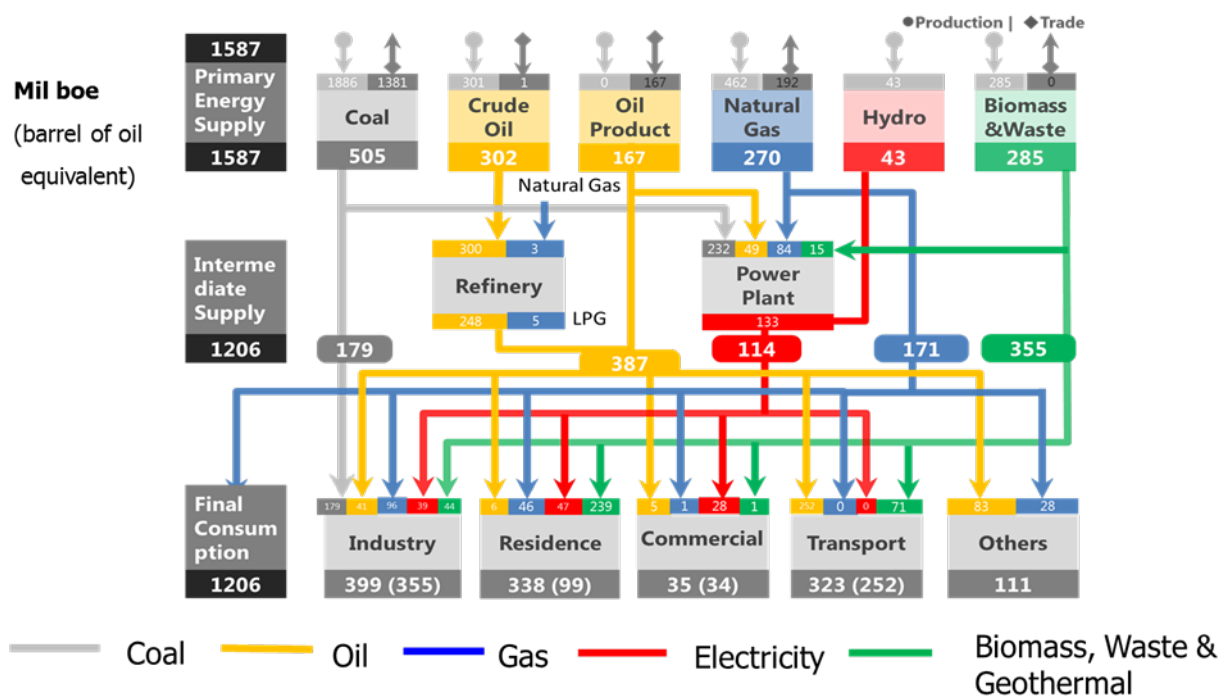 Production | Trade
Mil boe
(barrel of oil
equivalent)
1587
Primary
Energy
Supply
1587
1886 1381
Coal
505
301 1
Crude
Oil
302
0 167
Oil
Product
167
462 192
Natural
Gas
270
43
Hydro
43
285 0
Biomass
&Waste
285
Natural Gas
Interme
diate
Supply
1206
300 3
Refinery
248 5
LPG
232 49 84 15
Power
Plant
133
179
387
114
171
355
Final
Consum
ption
1206
179 41 96 39 44
Industry
399 (355)
6 46 47 239
Residence
338 (99)
5 1 28 1
Commercial
35 (34)
252 0 0 71
Transport
323 (252)
83 28
Others
111
Coal
Oil
Gas
Electricity
Biomass, Waste &
Geothermal